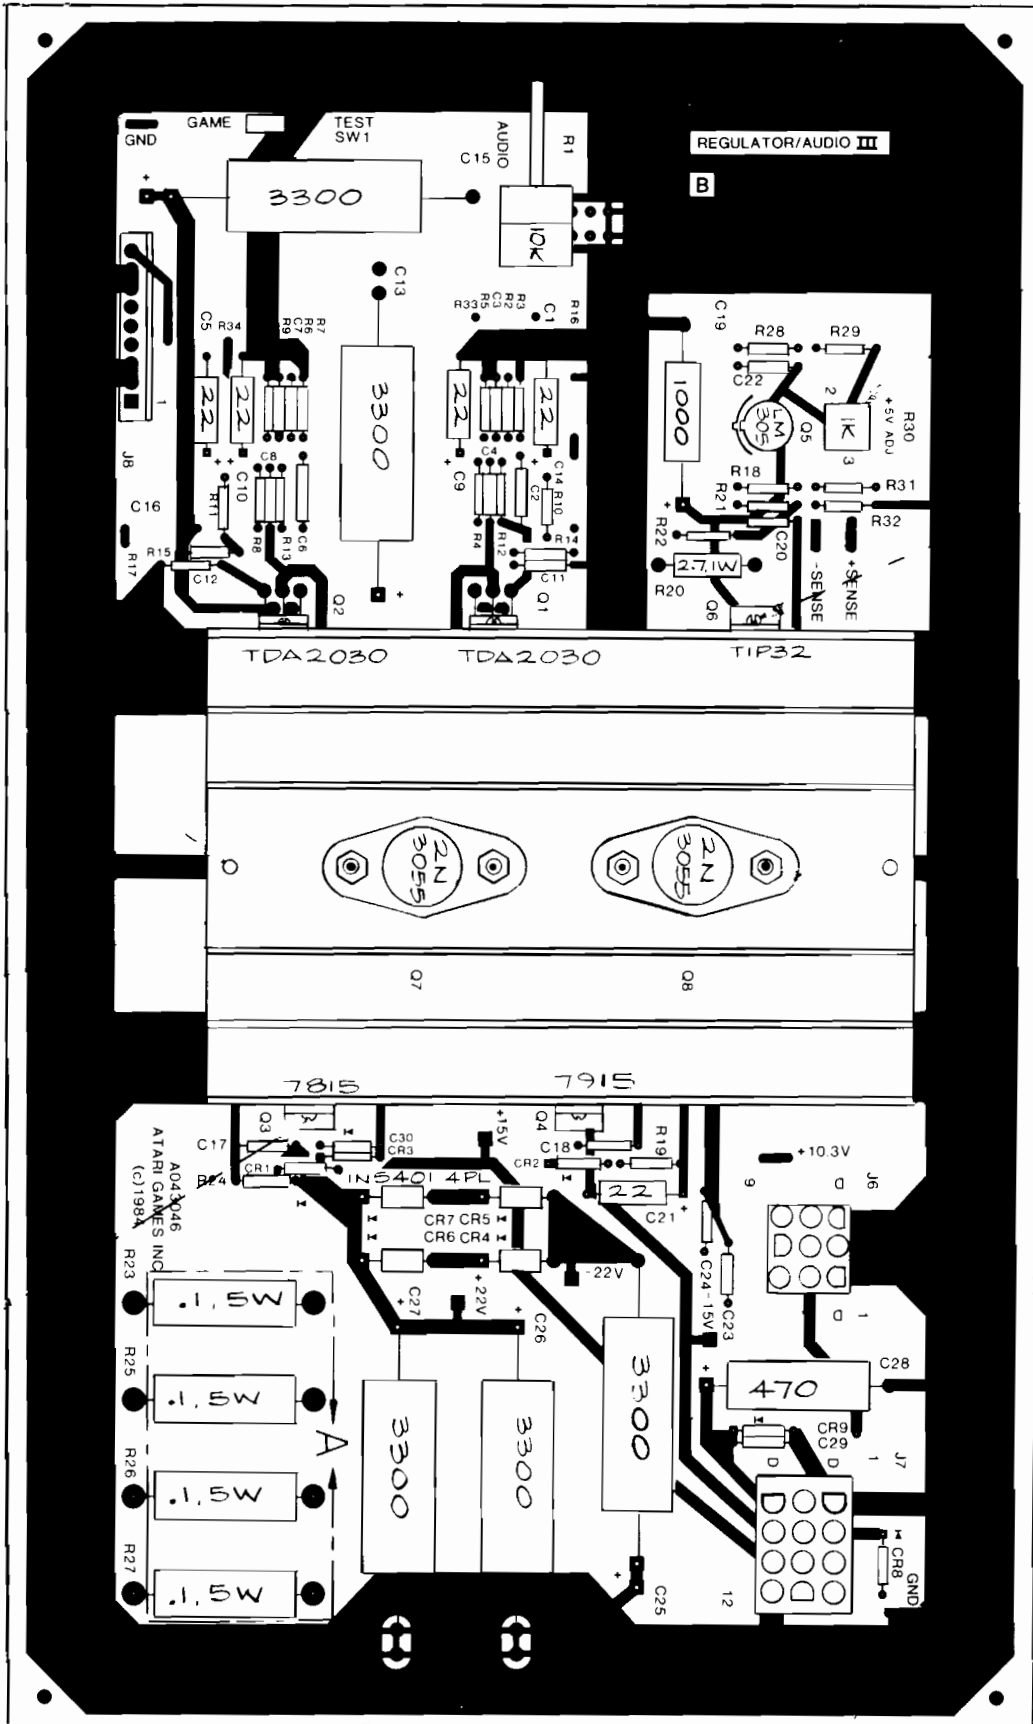 GND
GAME
TEST
SW1
C15
AUDIO
R1
10K
3300
REGULATOR/AUDIO III
B
+
C13
3300
+
C5
R34
R9
C7
R6
R7
22
22
R33
R5
C3
R2
R3
C1
R16
22
22
1
J8
C16
R17
R15
C12
R11
C10
C8
R8
R13
C6
Q2
C9
C4
R4
R12
C2
C14
R10
R14
C11
Q1
C19
1000
+
R28
R29
C22
LM
305
Q5
2
1K
3
+5V ADJ
R30
R18
R21
R22
C20
R31
R32
2.7,1W
R20
Q6
-SENSE
+SENSE
TDA2030
TDA2030
TIP32
2N
3055
2N
3055
Q7
Q8
7815
7915
Q3
C17
CR1
R24
C30
CR3
+15V
Q4
C18
CR2
R19
22
C21
+
IN5401 4PL
CR7 CR5
CR6 CR4
+22V
-22V
+10.3V
J6
9
D
D
1
A043046
ATARI GAMES INC
(c)1984
R23
.1, 5W
R25
.1, 5W
R26
.1, 5W
R27
.1, 5W
A
C27
+
C26
+
3300
3300
3300
+
C25
C24
-15V
C23
+
470
C28
CR9
C29
J7
1
D
D
12
CR8
GND